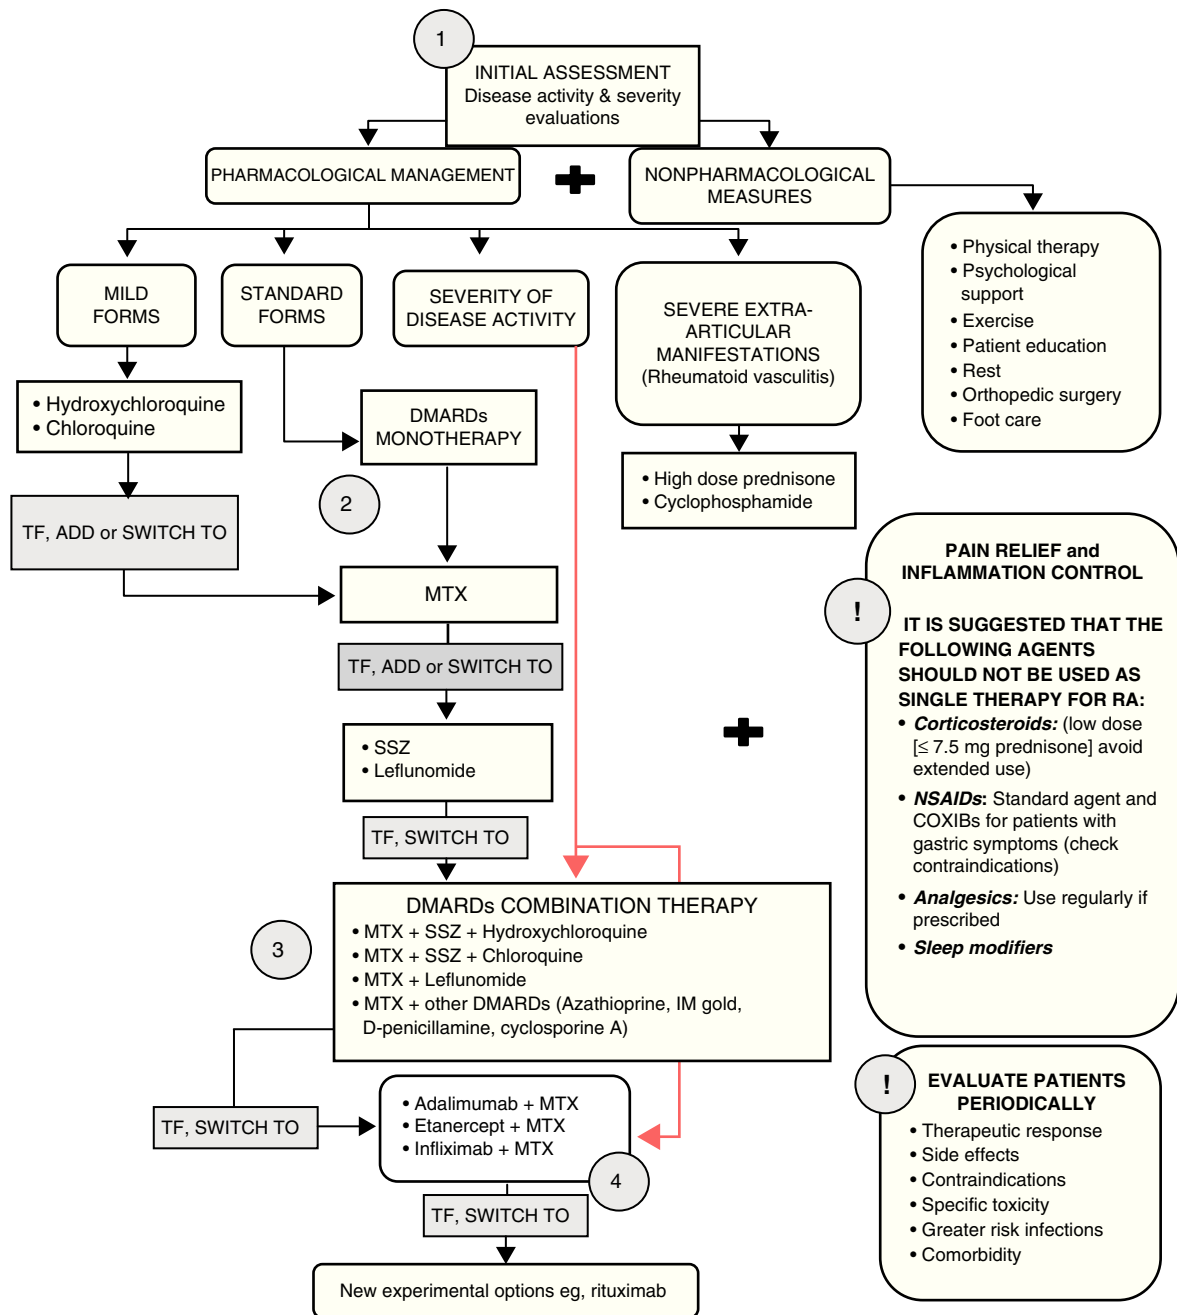 1
INITIAL ASSESSMENT
Disease activity & severity
evaluations
PHARMACOLOGICAL MANAGEMENT
NONPHARMACOLOGICAL
MEASURES
• Physical therapy
• Psychological
support
• Exercise
• Patient education
• Rest
• Orthopedic surgery
• Foot care
MILD
FORMS
STANDARD
FORMS
SEVERITY OF
DISEASE ACTIVITY
SEVERE EXTRA-
ARTICULAR
MANIFESTATIONS
(Rheumatoid vasculitis)
• Hydroxychloroquine
• Chloroquine
DMARDs
MONOTHERAPY
• High dose prednisone
• Cyclophosphamide
TF, ADD or SWITCH TO
2
MTX
TF, ADD or SWITCH TO
• SSZ
• Leflunomide
TF, SWITCH TO
3
DMARDs COMBINATION THERAPY
• MTX + SSZ + Hydroxychloroquine
• MTX + SSZ + Chloroquine
• MTX + Leflunomide
• MTX + other DMARDs (Azathioprine, IM gold,
D-penicillamine, cyclosporine A)
TF, SWITCH TO
• Adalimumab + MTX
• Etanercept + MTX
• Infliximab + MTX
4
TF, SWITCH TO
New experimental options eg, rituximab
!
PAIN RELIEF and
INFLAMMATION CONTROL
IT IS SUGGESTED THAT THE
FOLLOWING AGENTS
SHOULD NOT BE USED AS
SINGLE THERAPY FOR RA:
• Corticosteroids: (low dose
[≤ 7.5 mg prednisone] avoid
extended use)
• NSAIDs: Standard agent and
COXIBs for patients with
gastric symptoms (check
contraindications)
• Analgesics: Use regularly if
prescribed
• Sleep modifiers
!
EVALUATE PATIENTS
PERIODICALLY
• Therapeutic response
• Side effects
• Contraindications
• Specific toxicity
• Greater risk infections
• Comorbidity